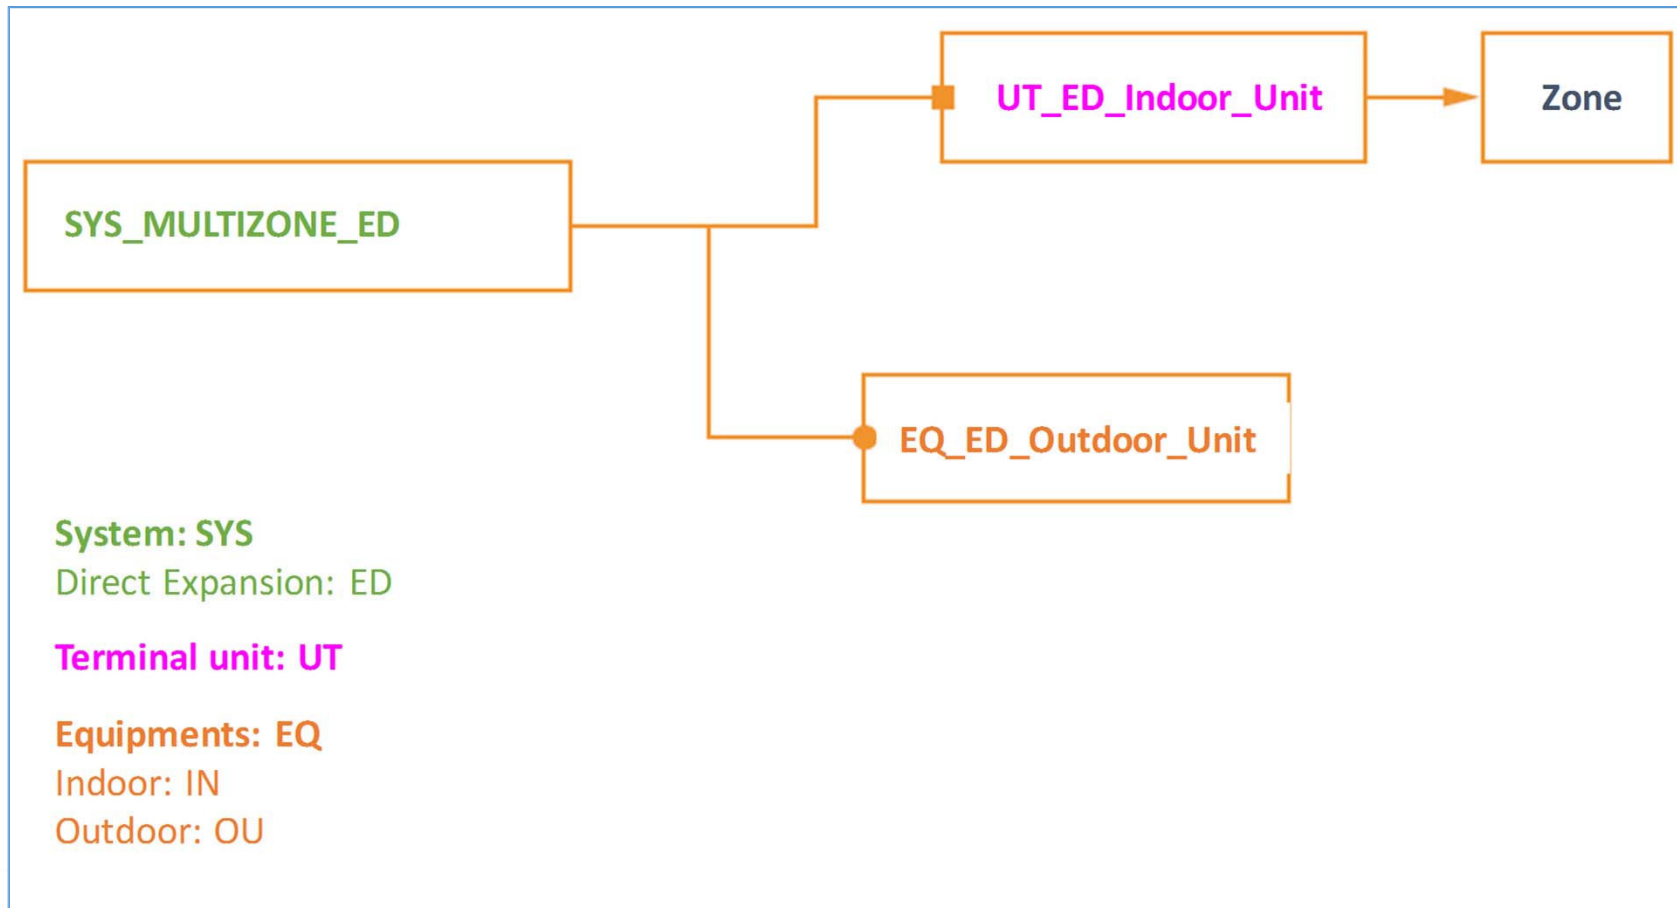 UT_ED_Indoor_Unit
Zone
SYS_MULTIZONE_ED
EQ_ED_Outdoor_Unit
System: SYS
Direct Expansion: ED
Terminal unit: UT
Equipments: EQ
Indoor: IN
Outdoor: OU